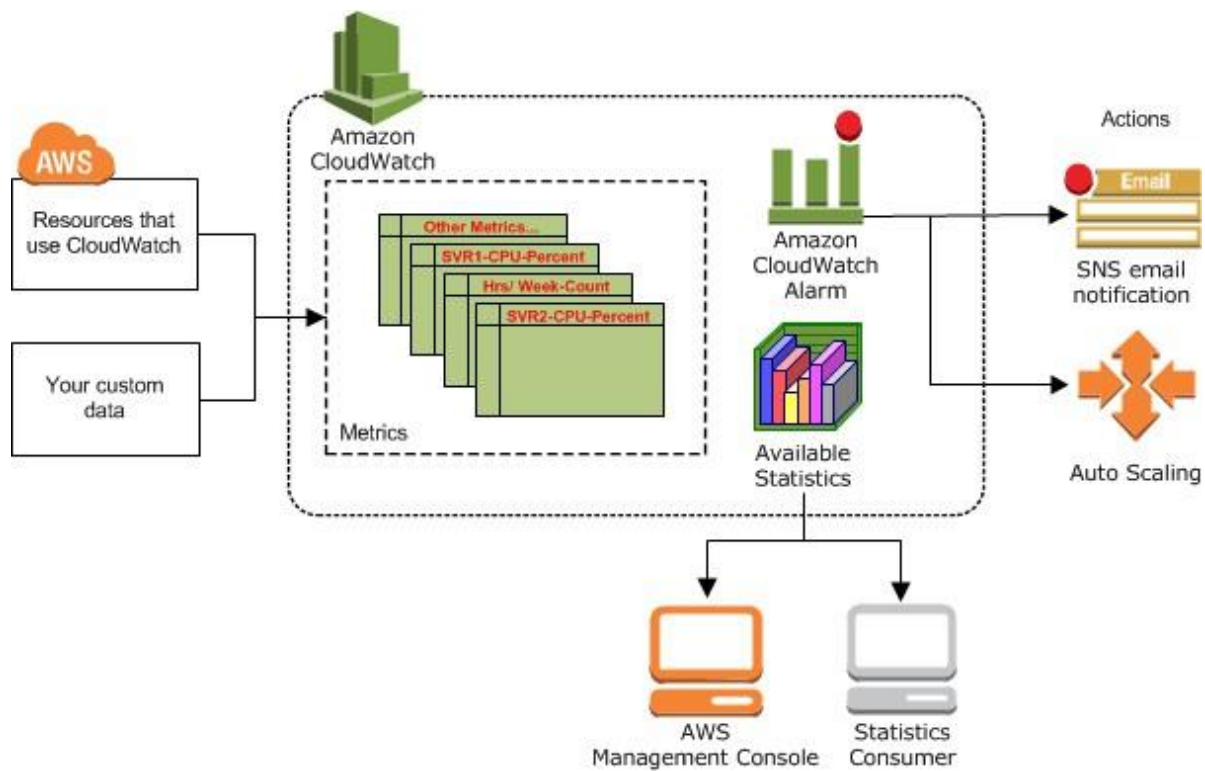 Amazon
CloudWatch
AWS
Resources that
use CloudWatch
Your custom
data
Other Metrics...
SVR1-CPU-Percent
Hrs/ Week-Count
SVR2-CPU-Percent
Metrics
Amazon
CloudWatch
Alarm
Available
Statistics
Actions
Email
SNS email
notification
Auto Scaling
AWS
Management Console
Statistics
Consumer